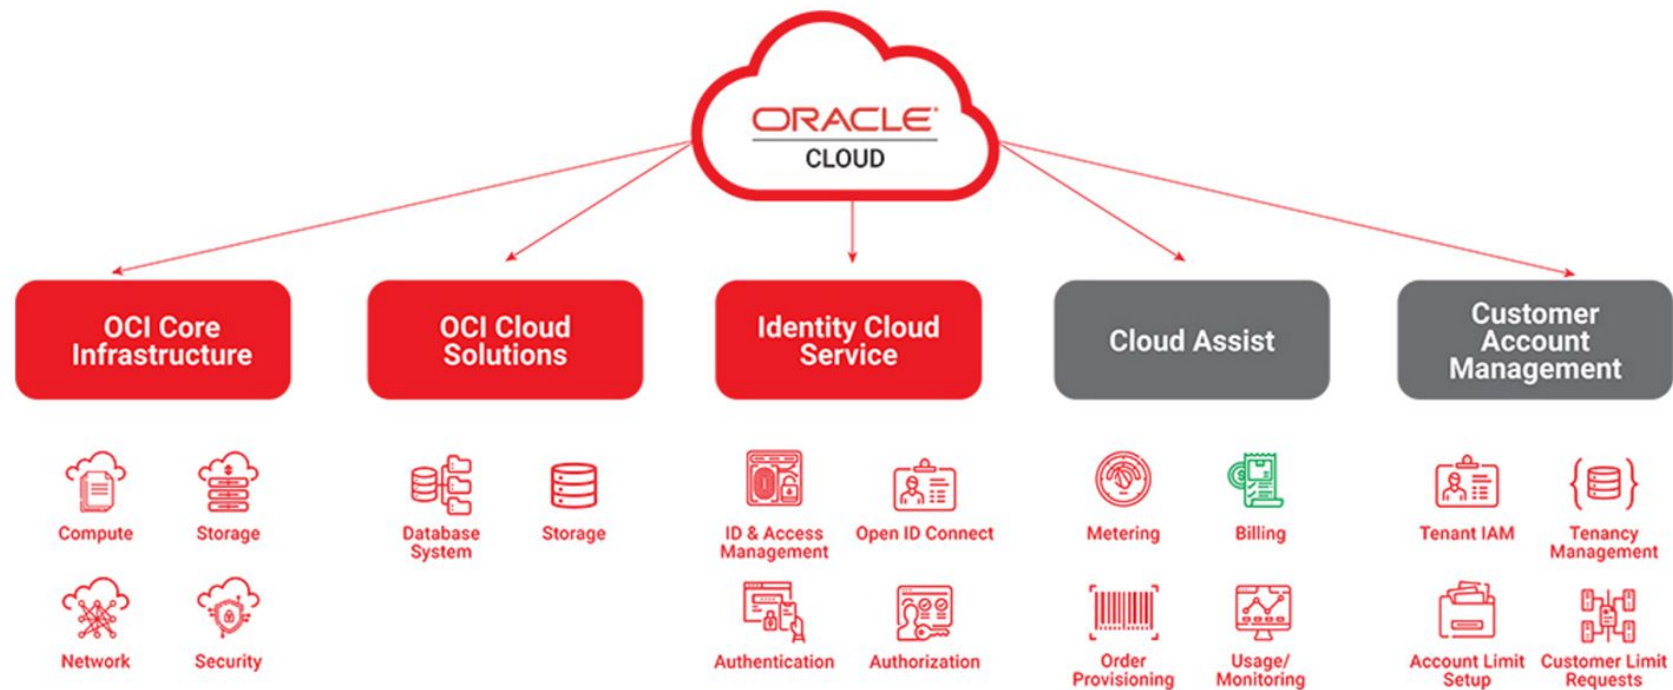 ORACLE
CLOUD
OCI Core
Infrastructure
OCI Cloud
Solutions
Identity Cloud
Service
Cloud Assist
Customer
Account
Management
Compute
Storage
Network
Security
Database
System
Storage
ID & Access
Management
Open ID Connect
Authentication
Authorization
Metering
Billing
Order
Provisioning
Usage/
Monitoring
Tenant IAM
Tenancy
Management
Account Limit
Setup
Customer Limit
Requests